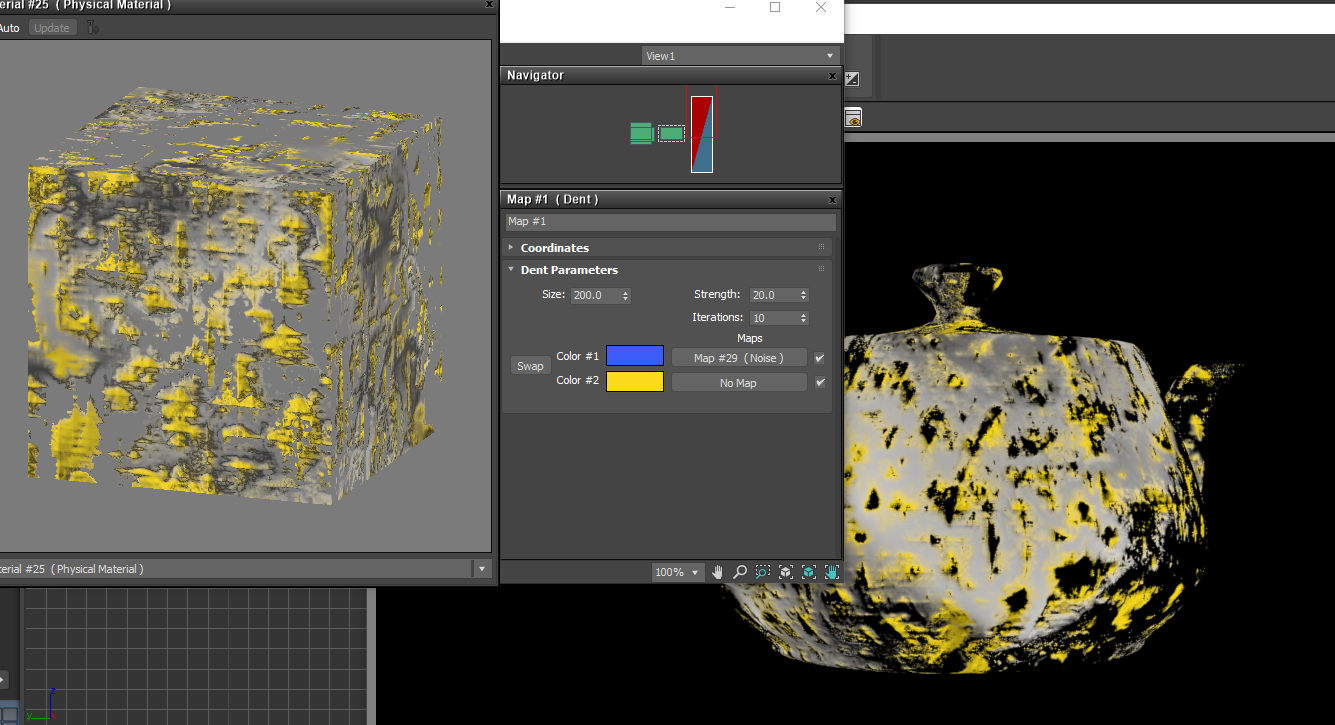 erial #25 ( Physical Material )
Auto
Update
View1
Navigator
Map #1 ( Dent )
Map #1
Coordinates
Dent Parameters
Size: 200.0
Strength: 20.0
Iterations: 10
Maps
Swap
Color #1
Map #29 ( Noise )
Color #2
No Map
erial #25 ( Physical Material )
100%
z
y